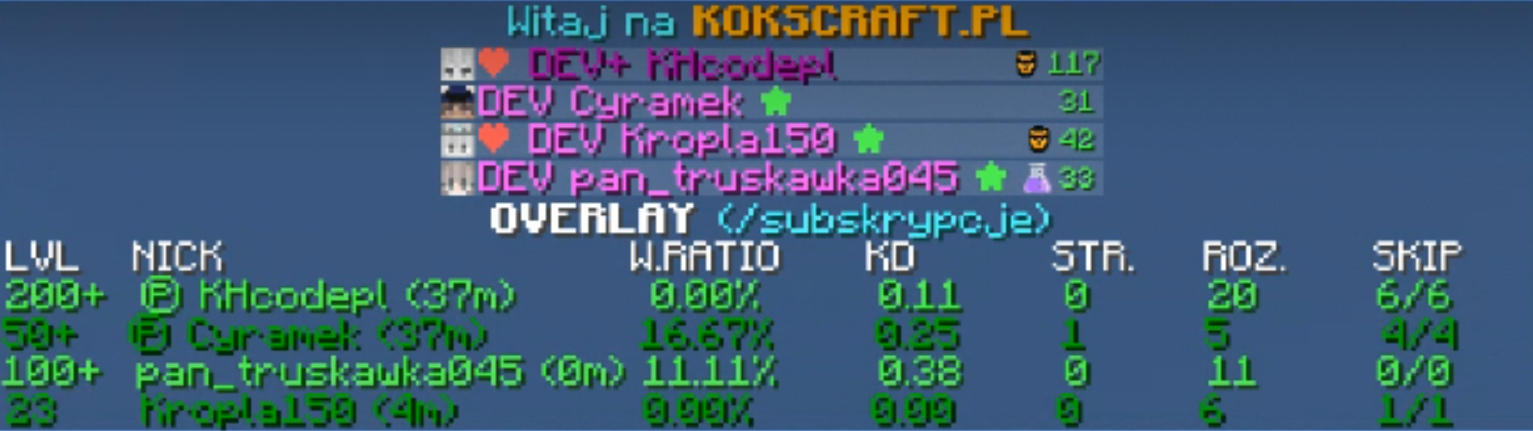 Witaj na KOKSCRAFT.PL
DEV+ KHcodepl 117
DEV Cyramek 31
DEV Kropla150 42
DEV pan_truskawka045 33
OVERLAY (/subskrypcje)
LVL NICK W.RATIO KD STR. ROZ. SKIP
200+ Ⓟ KHcodepl (37m) 0.00% 0.11 0 20 6/6
50+ Ⓟ Cyramek (37m) 16.67% 0.25 1 5 4/4
100+ pan_truskawka045 (0m) 11.11% 0.38 0 11 0/0
23 Kropla150 (4m) 0.00% 0.00 0 6 1/1